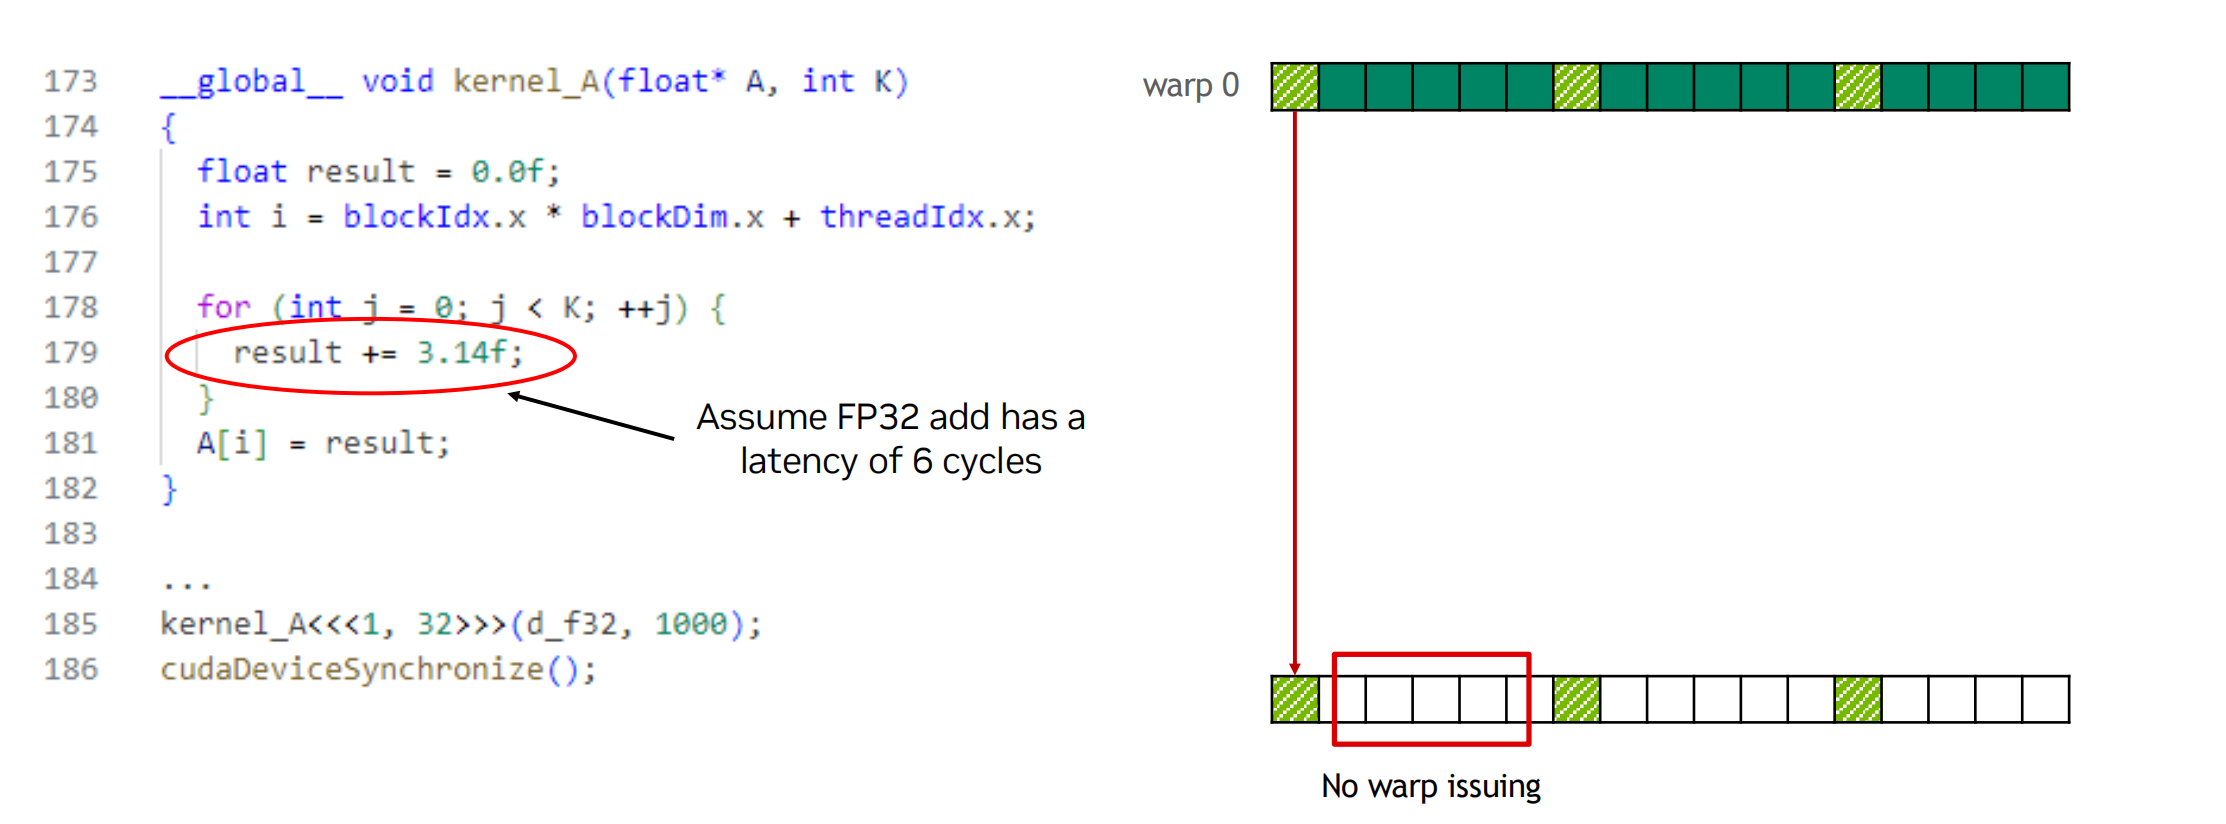 173 __global__ void kernel_A(float* A, int K)
174 {
175 float result = 0.0f;
176 int i = blockIdx.x * blockDim.x + threadIdx.x;
177
178 for (int j = 0; j < K; ++j) {
179 result += 3.14f;
180 }
181 A[i] = result;
182 }
183
184 ...
185 kernel_A<<<1, 32>>>(d_f32, 1000);
186 cudaDeviceSynchronize();
Assume FP32 add has a
latency of 6 cycles
warp 0
No warp issuing